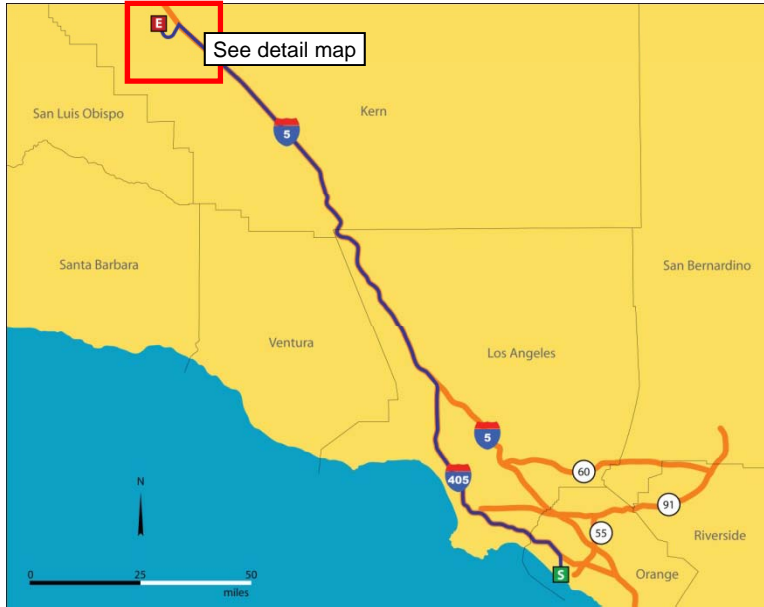 E
See detail map
San Luis Obispo
Kern
5
Santa Barbara
San Bernardino
Ventura
Los Angeles
5
60
405
91
55
Riverside
N
S
Orange
0 25 50
miles